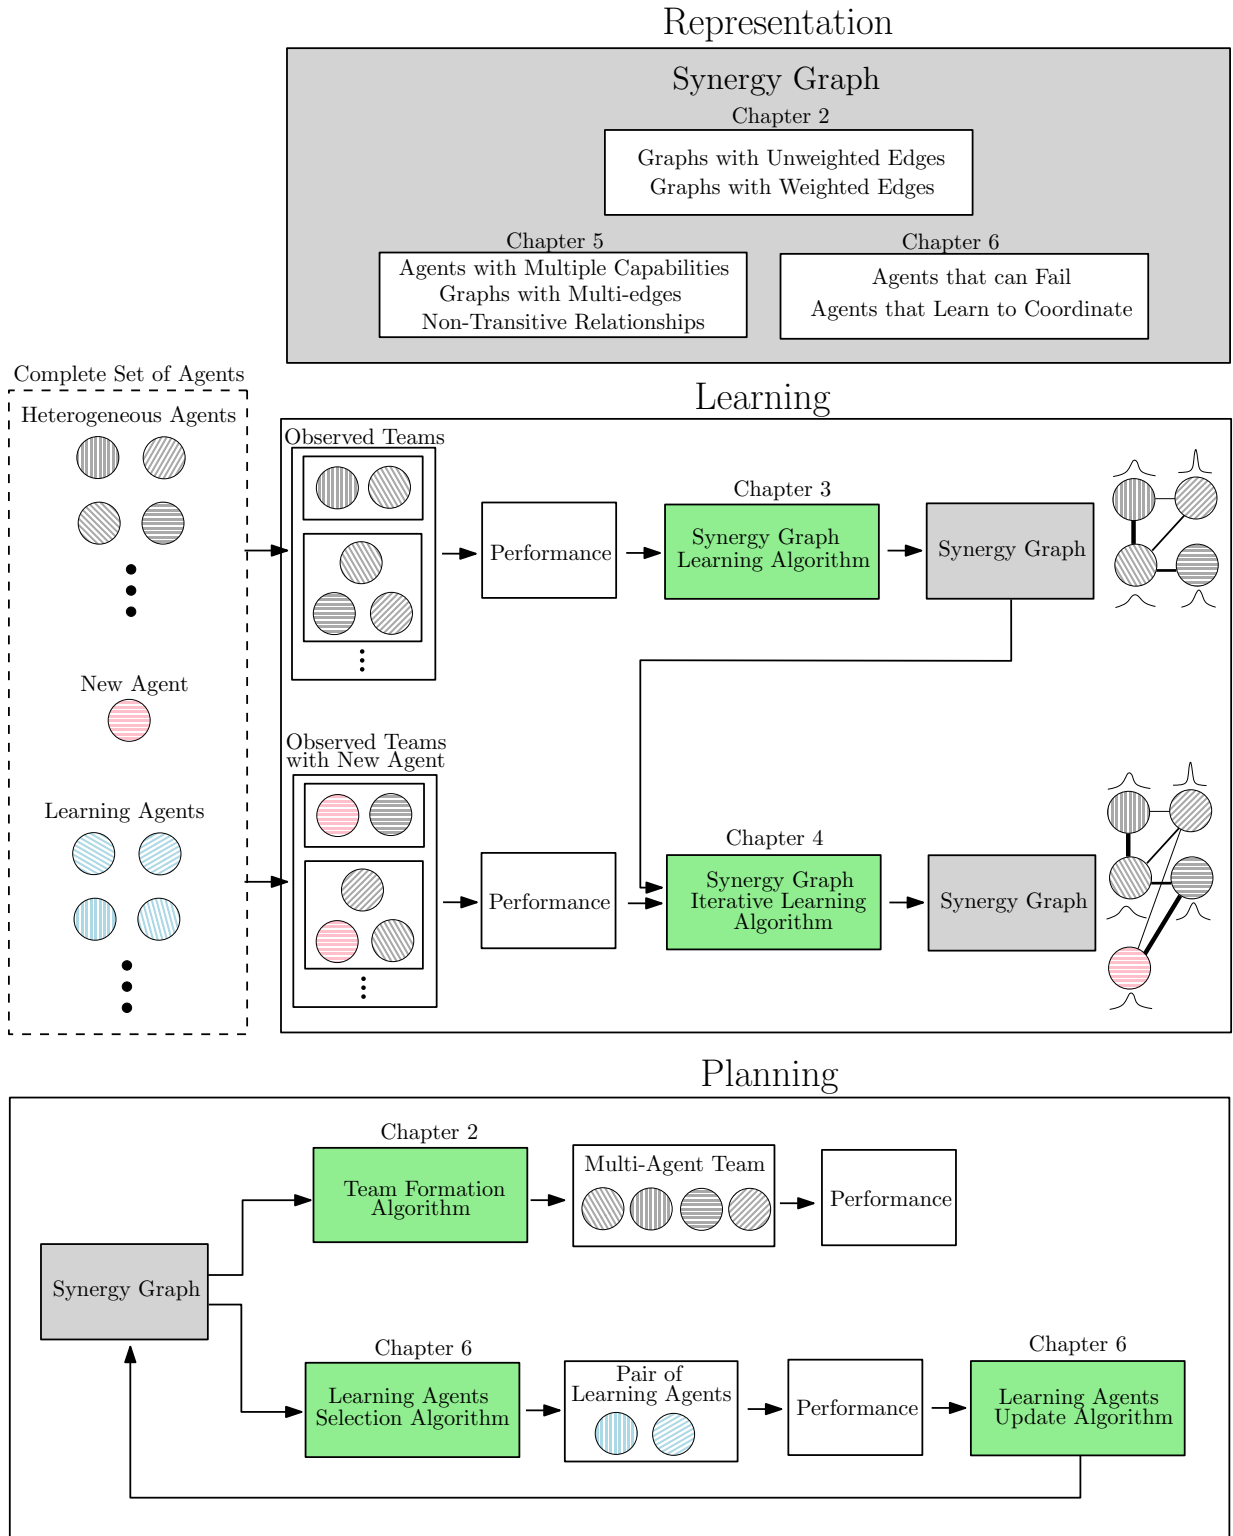 Representation
Synergy Graph
Chapter 2
Graphs with Unweighted Edges
Graphs with Weighted Edges
Chapter 5
Agents with Multiple Capabilities
Graphs with Multi-edges
Non-Transitive Relationships
Chapter 6
Agents that can Fail
Agents that Learn to Coordinate
Complete Set of Agents
Heterogeneous Agents
New Agent
Learning Agents
Learning
Observed Teams
Performance
Chapter 3
Synergy Graph
Learning Algorithm
Synergy Graph
Observed Teams
with New Agent
Performance
Chapter 4
Synergy Graph
Iterative Learning
Algorithm
Synergy Graph
Planning
Chapter 2
Team Formation
Algorithm
Multi-Agent Team
Performance
Synergy Graph
Chapter 6
Learning Agents
Selection Algorithm
Pair of
Learning Agents
Performance
Chapter 6
Learning Agents
Update Algorithm